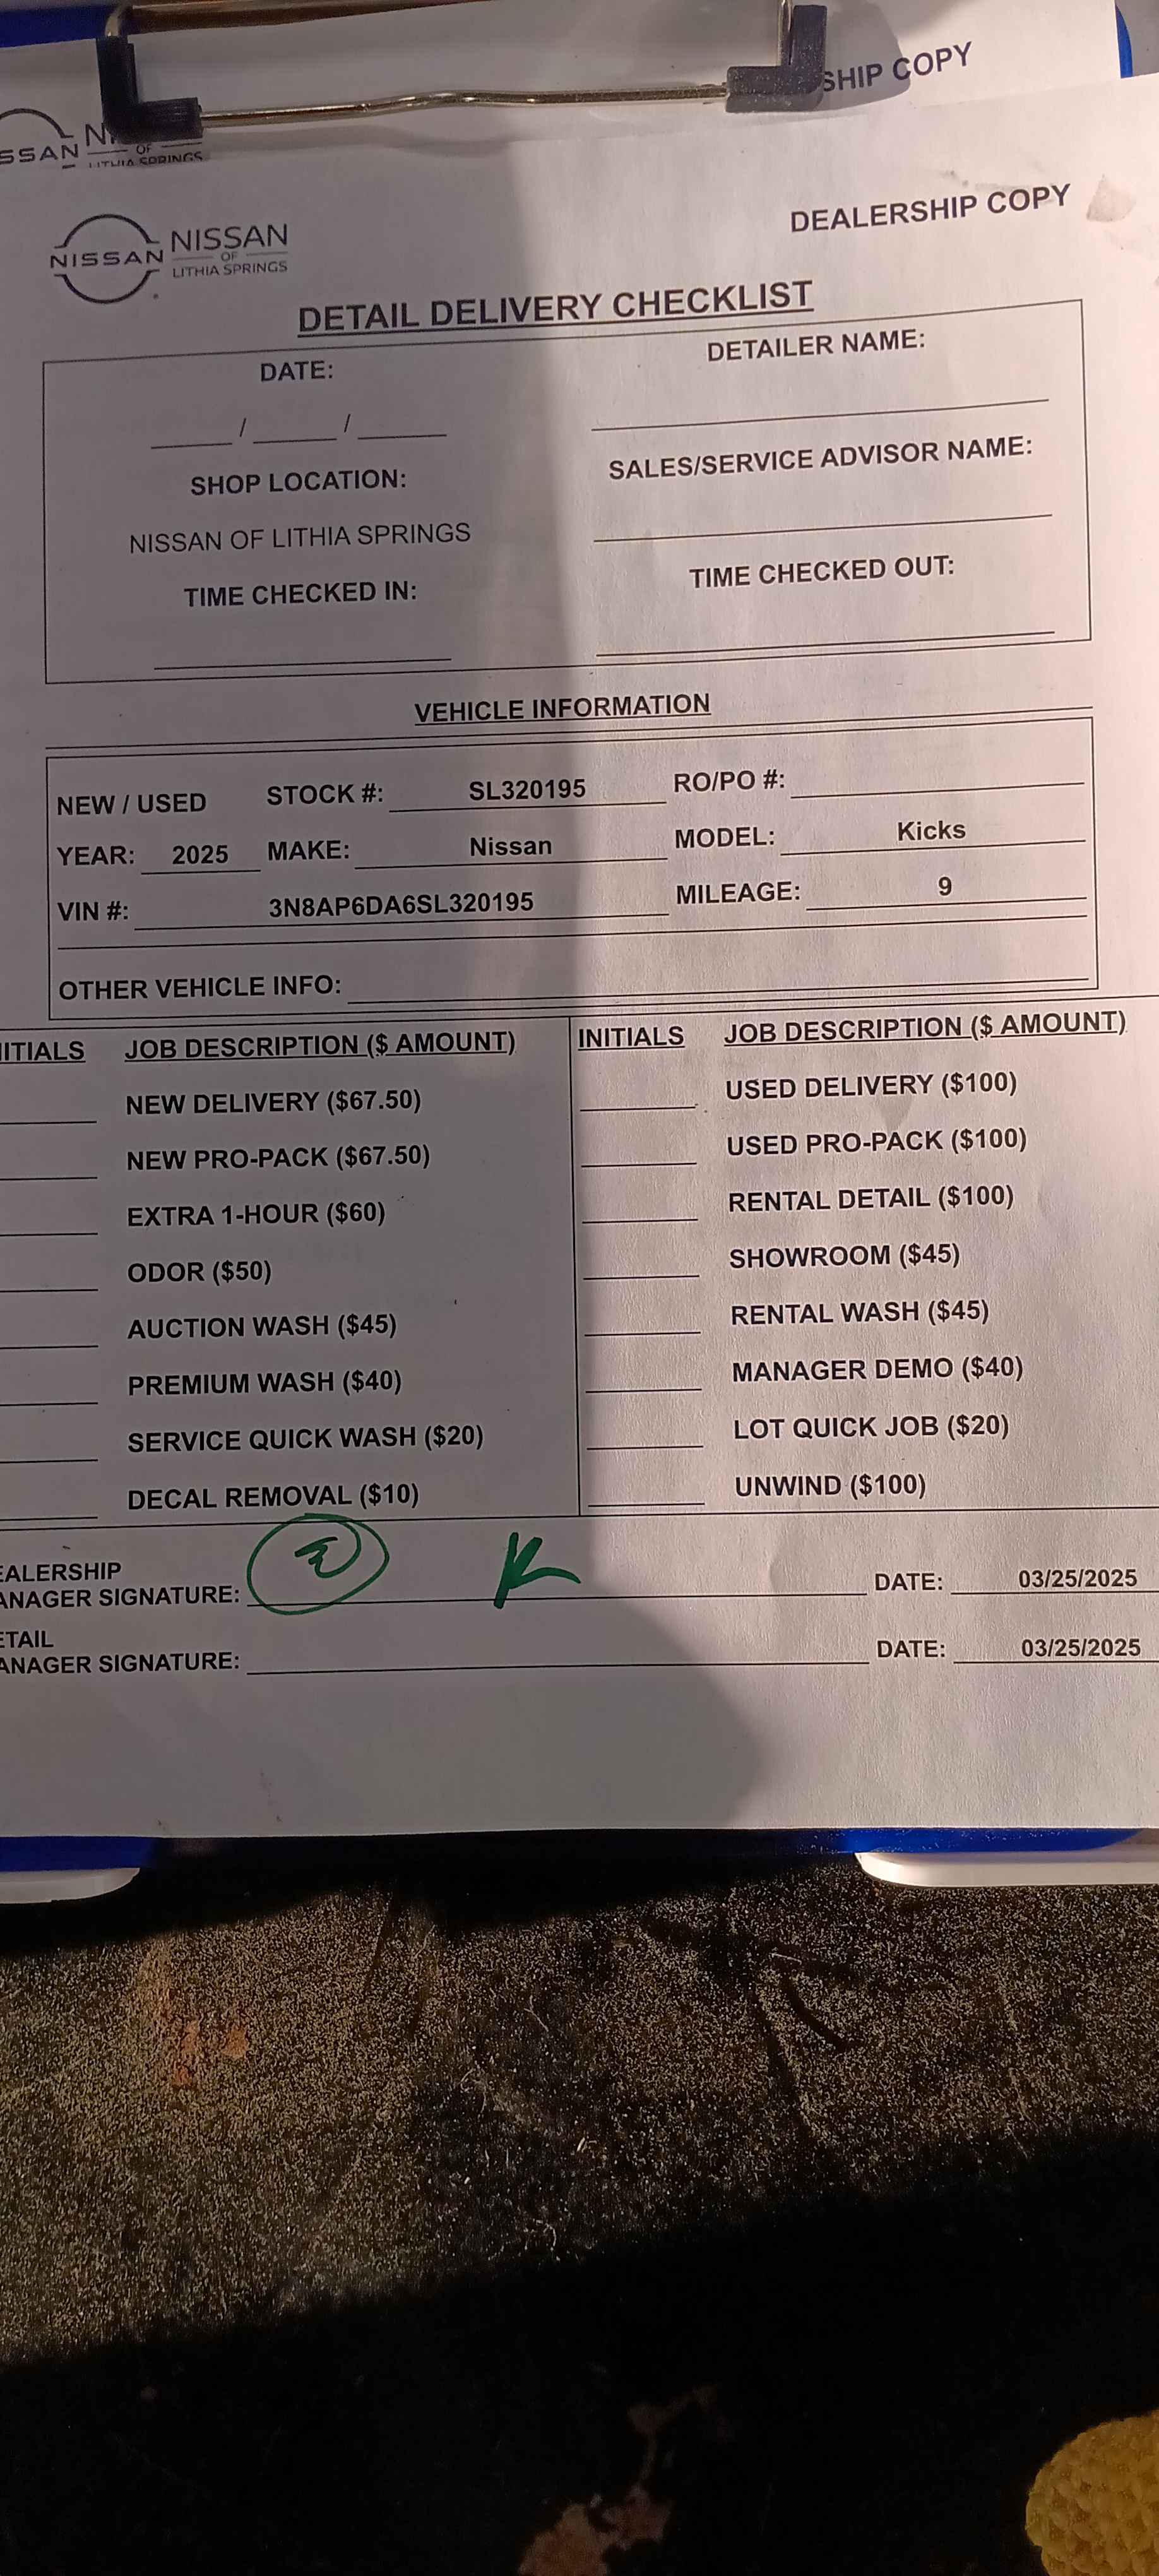 SHIP COPY
SSAN
OF
LITHIA SPRINGS
DEALERSHIP COPY
NISSAN NISSAN
OF
LITHIA SPRINGS
DETAIL DELIVERY CHECKLIST
DATE: DETAILER NAME:
____ / ____ / ____
SHOP LOCATION: SALES/SERVICE ADVISOR NAME:
NISSAN OF LITHIA SPRINGS
TIME CHECKED IN: TIME CHECKED OUT:
VEHICLE INFORMATION
NEW / USED STOCK #: SL320195 RO/PO #:
YEAR: 2025 MAKE: Nissan MODEL: Kicks
VIN #: 3N8AP6DA6SL320195 MILEAGE: 9
OTHER VEHICLE INFO:
ITIALS JOB DESCRIPTION ($ AMOUNT) INITIALS JOB DESCRIPTION ($ AMOUNT)
NEW DELIVERY ($67.50) USED DELIVERY ($100)
NEW PRO-PACK ($67.50) USED PRO-PACK ($100)
EXTRA 1-HOUR ($60) RENTAL DETAIL ($100)
ODOR ($50) SHOWROOM ($45)
AUCTION WASH ($45) RENTAL WASH ($45)
PREMIUM WASH ($40) MANAGER DEMO ($40)
SERVICE QUICK WASH ($20) LOT QUICK JOB ($20)
DECAL REMOVAL ($10) UNWIND ($100)
EALERSHIP
ANAGER SIGNATURE: K DATE: 03/25/2025
ETAIL
ANAGER SIGNATURE: DATE: 03/25/2025